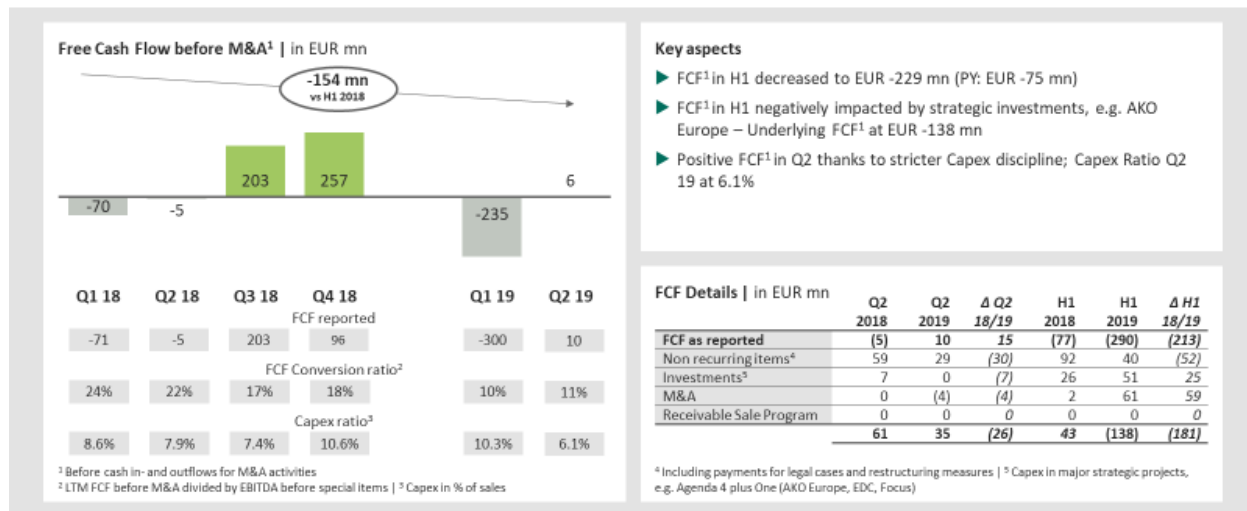 Free Cash Flow before M&A¹ | in EUR mn
-154 mn
vs H1 2018
203 257 6
-70 -5 -235
Q1 18 Q2 18 Q3 18 Q4 18 Q1 19 Q2 19
FCF reported
-71 -5 203 96 -300 10
FCF Conversion ratio²
24% 22% 17% 18% 10% 11%
Capex ratio³
8.6% 7.9% 7.4% 10.6% 10.3% 6.1%
¹ Before cash in- and outflows for M&A activities
² LTM FCF before M&A divided by EBITDA before special items | ³ Capex in % of sales
Key aspects
FCF¹ in H1 decreased to EUR -229 mn (PY: EUR -75 mn)
FCF¹ in H1 negatively impacted by strategic investments, e.g. AKO
Europe – Underlying FCF¹ at EUR -138 mn
Positive FCF¹ in Q2 thanks to stricter Capex discipline; Capex Ratio Q2
19 at 6.1%
FCF Details | in EUR mn
Q2 Q2 Δ Q2 H1 H1 Δ H1
2018 2019 18/19 2018 2019 18/19
FCF as reported (5) 10 15 (77) (290) (213)
Non recurring items⁴ 59 29 (30) 92 40 (52)
Investments⁵ 7 0 (7) 26 51 25
M&A 0 (4) (4) 2 61 59
Receivable Sale Program 0 0 0 0 0 0
61 35 (26) 43 (138) (181)
⁴ Including payments for legal cases and restructuring measures | ⁵ Capex in major strategic projects,
e.g. Agenda 4 plus One (AKO Europe, EDC, Focus)